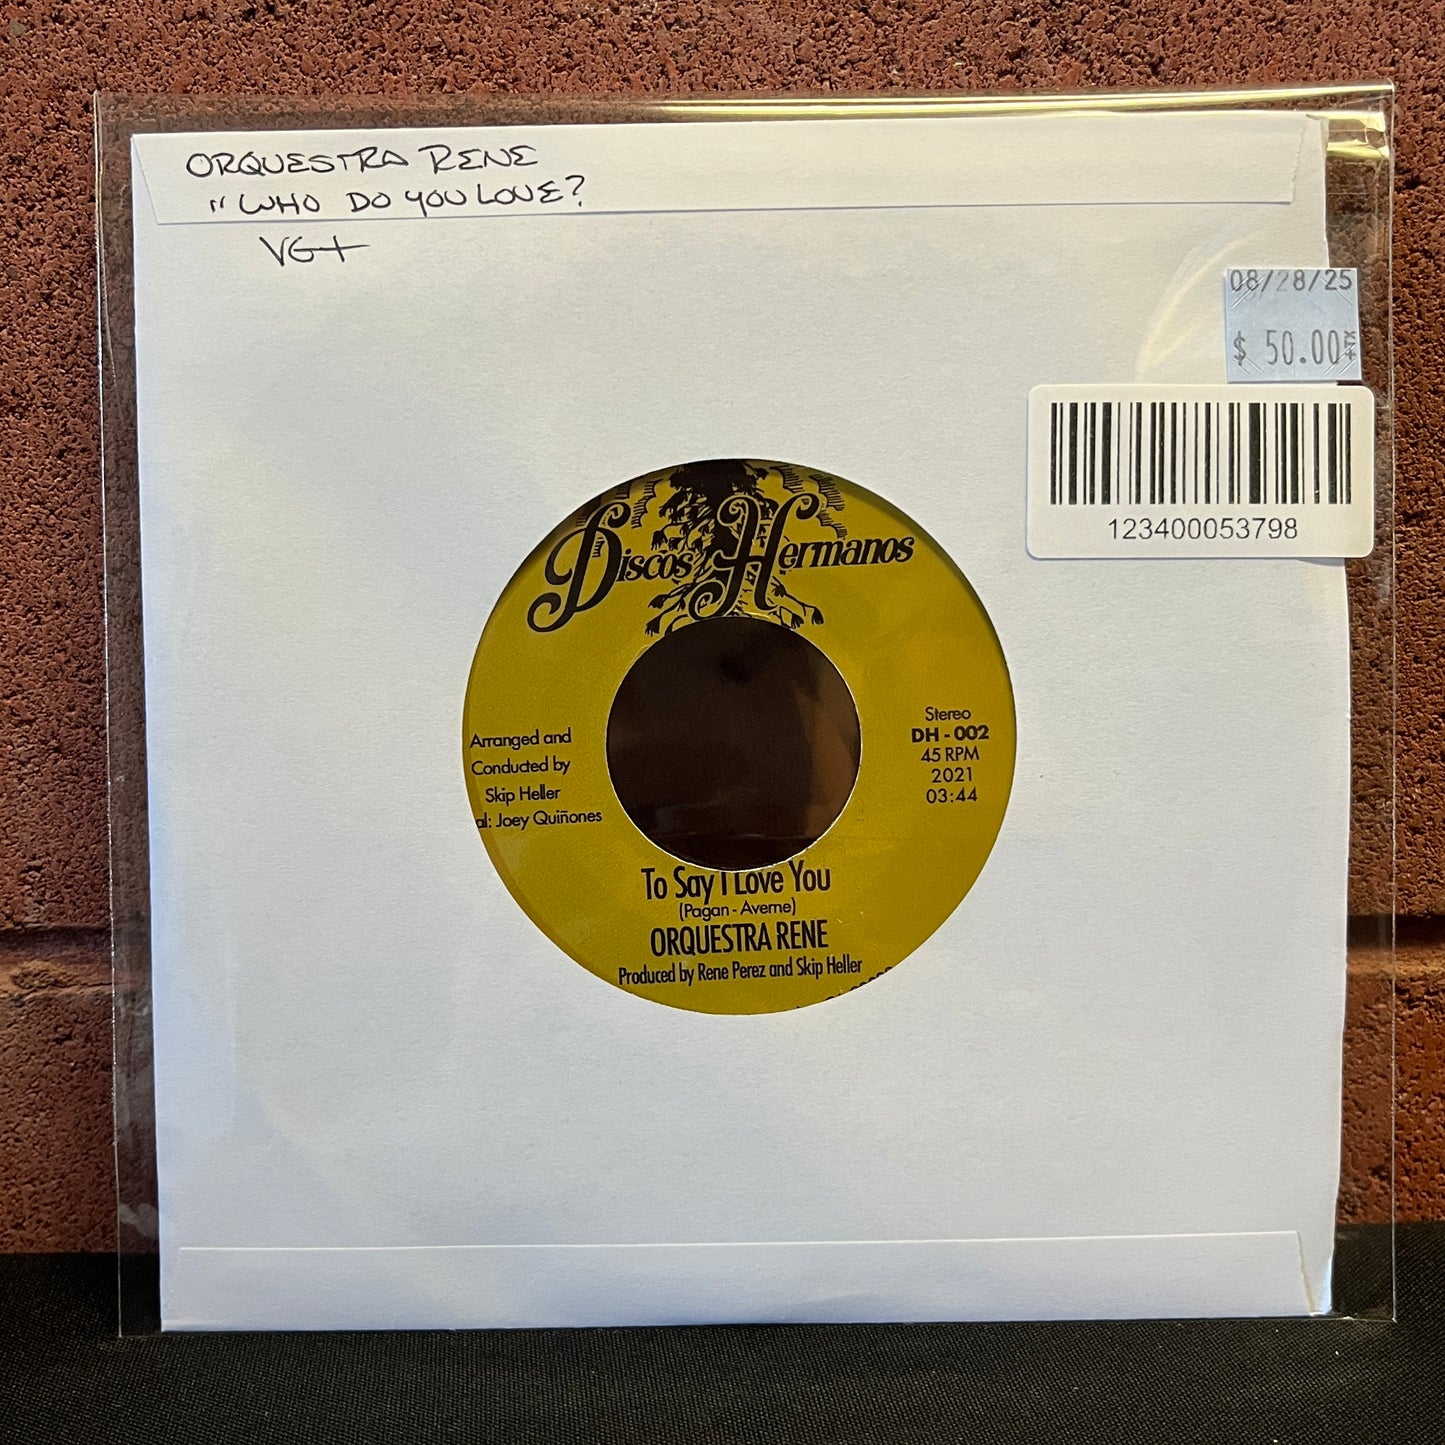 ORQUESTRA RENE
"WHO DO YOU LOVE?
VG+
08/28/25
$ 50.00
123400053798
Discos Hermanos
Arranged and
Conducted by
Skip Heller
al: Joey Quiñones
Stereo
DH - 002
45 RPM
2021
03:44
To Say I Love You
(Pagan - Averne)
ORQUESTRA RENE
Produced by Rene Perez and Skip Heller